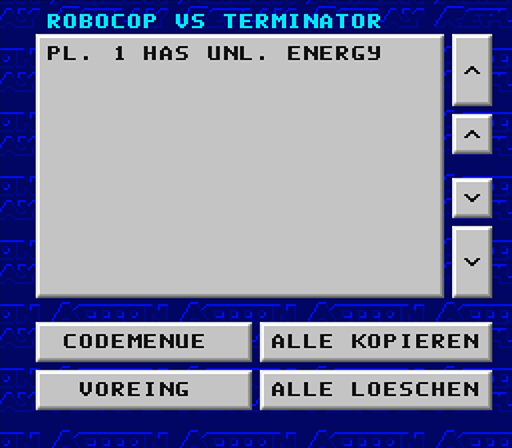 ROBOCOP VS TERMINATOR
PL. 1 HAS UNL. ENERGY
CODEMENUE
ALLE KOPIEREN
VOREING
ALLE LOESCHEN